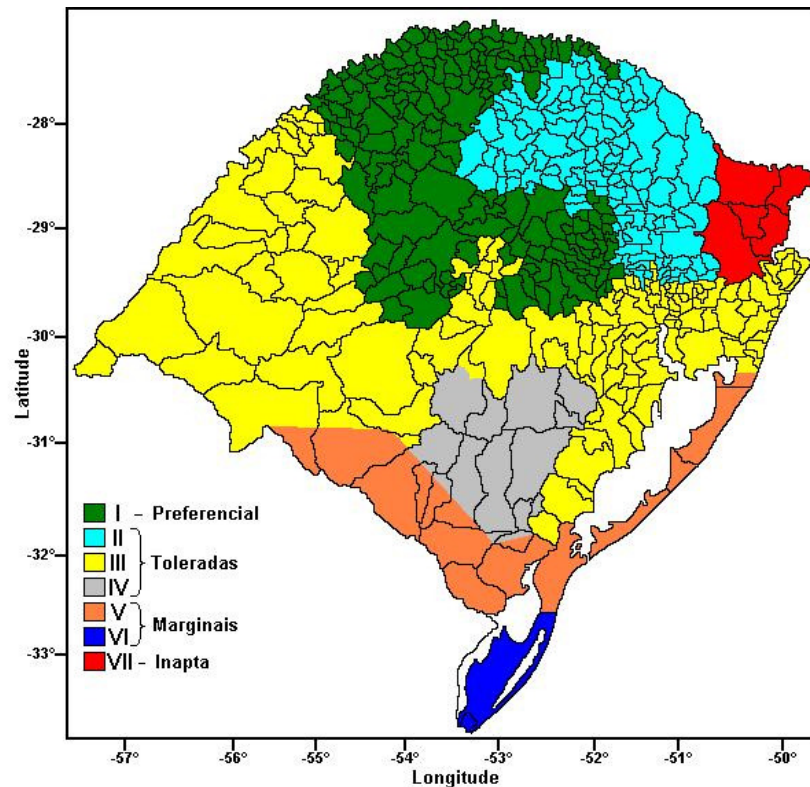 -28°
-29°
-30°
Latitude
-31°
-32°
-33°
I – Preferencial
II
III
IV
Toleradas
V
VI
Marginais
VII – Inapta
-57° -56° -55° -54° -53° -52° -51° -50°
Longitude